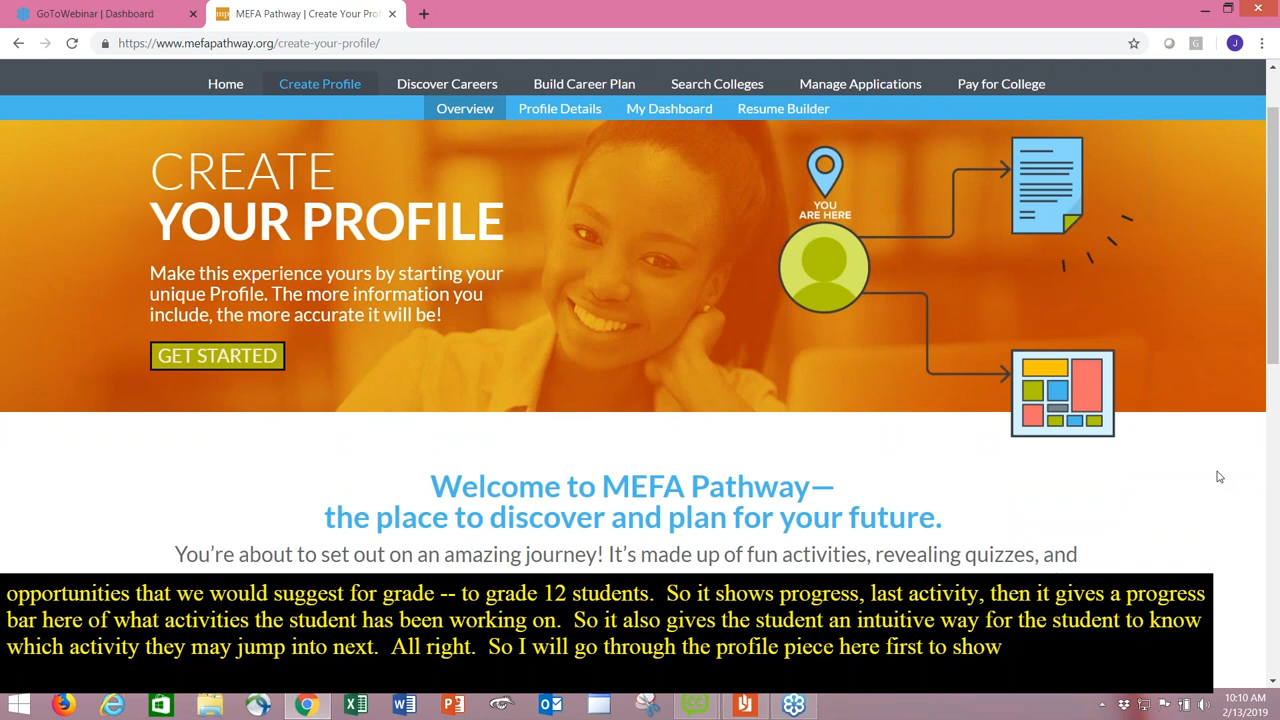 GoToWebinar | Dashboard
MEFA Pathway | Create Your Prof
https://www.mefapathway.org/create-your-profile/
J
Home Create Profile Discover Careers Build Career Plan Search Colleges Manage Applications Pay for College
Overview Profile Details My Dashboard Resume Builder
CREATE
YOUR PROFILE
Make this experience yours by starting your
unique Profile. The more information you
include, the more accurate it will be!
GET STARTED
YOU
ARE HERE
Welcome to MEFA Pathway—
the place to discover and plan for your future.
You're about to set out on an amazing journey! It's made up of fun activities, revealing quizzes, and
opportunities that we would suggest for grade -- to grade 12 students. So it shows progress, last activity, then it gives a progress
bar here of what activities the student has been working on. So it also gives the student an intuitive way for the student to know
which activity they may jump into next. All right. So I will go through the profile piece here first to show
10:10 AM
2/13/2019